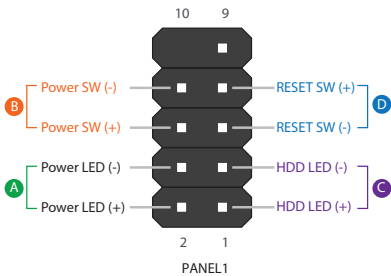 10 9
Power SW (-) RESET SW (+)
B D
Power SW (+) RESET SW (-)
Power LED (-) HDD LED (-)
A C
Power LED (+) HDD LED (+)
2 1
PANEL1